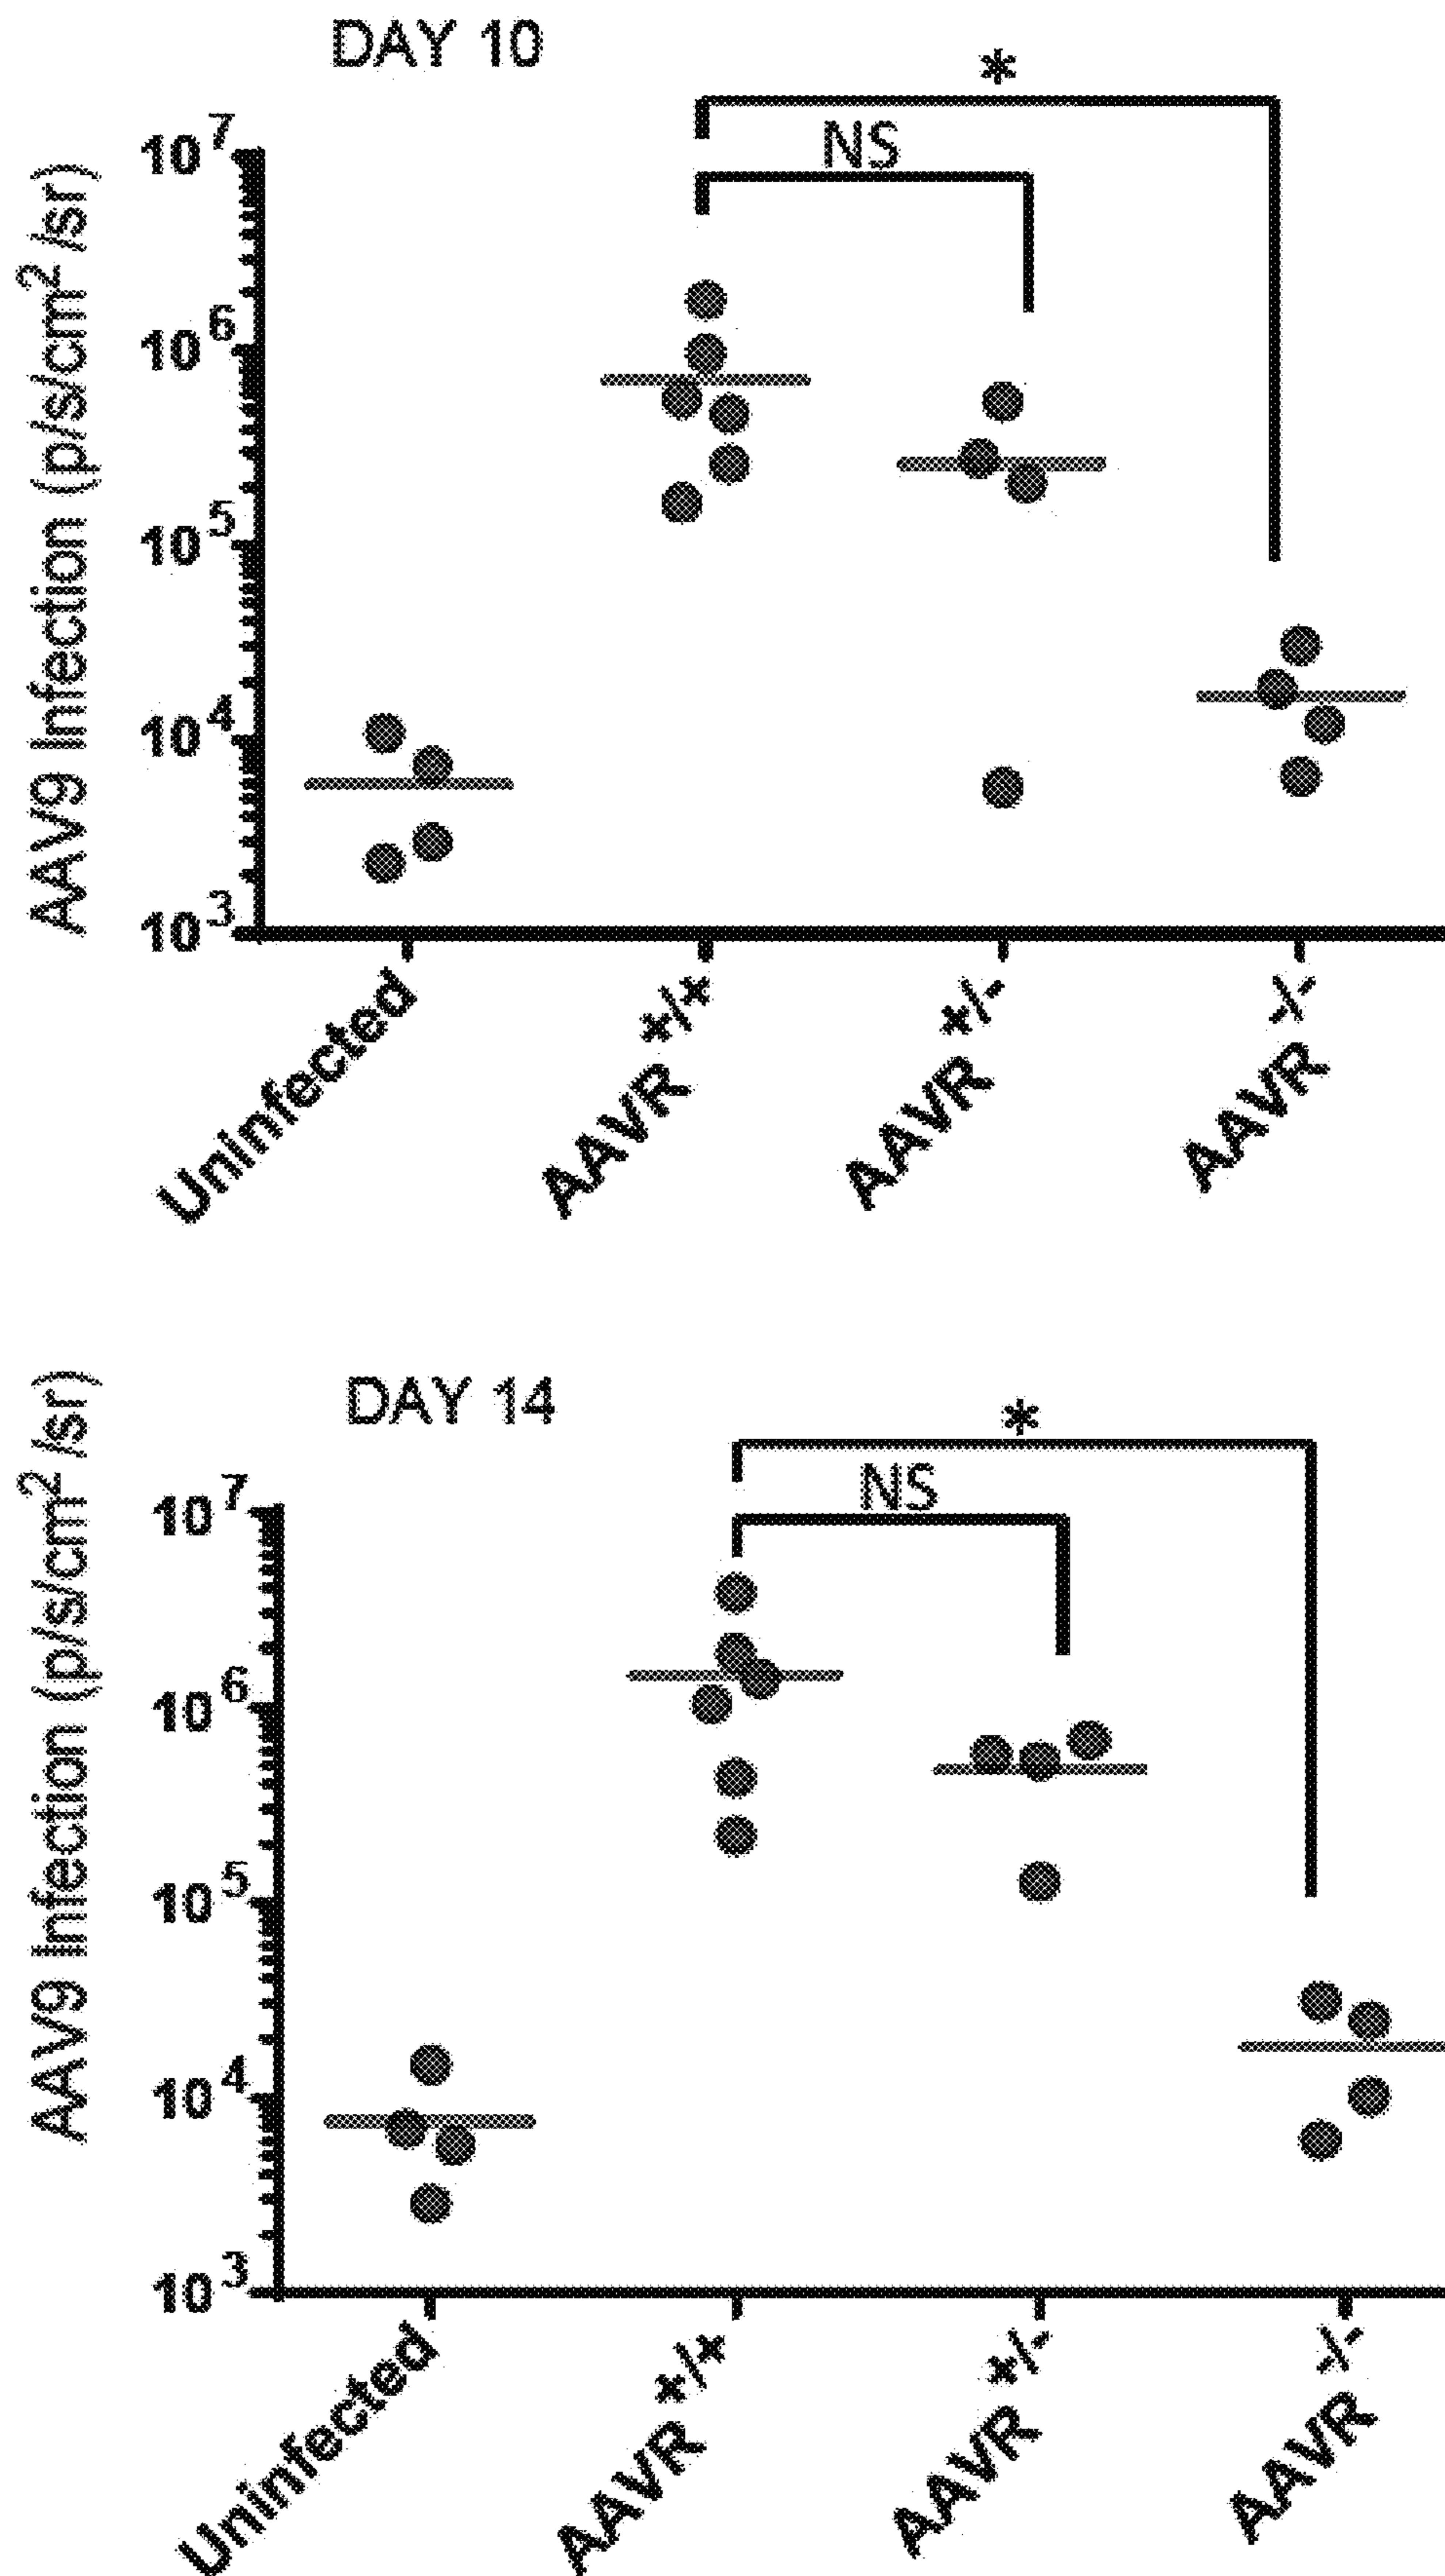 DAY 10
*
NS
AAV9 Infection (p/s/cm² /sr)
10⁷
10⁶
10⁵
10⁴
10³
Uninfected
AAVR +/+
AAVR +/-
AAVR -/-
DAY 14
*
NS
AAV9 Infection (p/s/cm² /sr)
10⁷
10⁶
10⁵
10⁴
10³
Uninfected
AAVR +/+
AAVR +/-
AAVR -/-